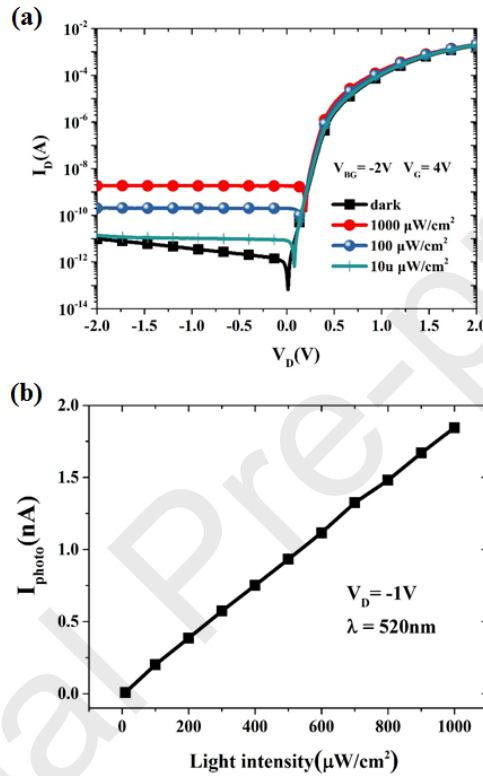 (a)
10⁻²
10⁻⁴
10⁻⁶
10⁻⁸
10⁻¹⁰
10⁻¹²
10⁻¹⁴
I_D(A)
V_BG= -2V V_G= 4V
dark
1000 μW/cm²
100 μW/cm²
10u μW/cm²
-2.0 -1.5 -1.0 -0.5 0.0 0.5 1.0 1.5 2.0
V_D(V)
(b)
2.0
1.5
1.0
0.5
0.0
I_photo(nA)
V_D= -1V
λ = 520nm
0 200 400 600 800 1000
Light intensity(μW/cm²)